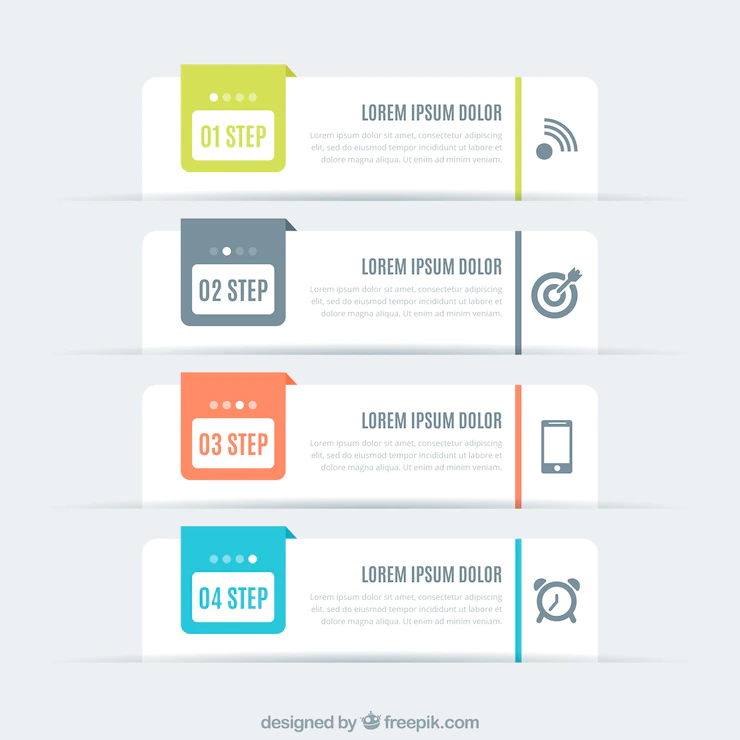 01 STEP
LOREM IPSUM DOLOR
Lorem ipsum dolor sit amet, consectetur adipiscing
elit, sed do eiusmod tempor incididunt ut labore et
dolore magna aliqua. Ut enim ad minim veniam.
02 STEP
LOREM IPSUM DOLOR
Lorem ipsum dolor sit amet, consectetur adipiscing
elit, sed do eiusmod tempor incididunt ut labore et
dolore magna aliqua. Ut enim ad minim veniam.
03 STEP
LOREM IPSUM DOLOR
Lorem ipsum dolor sit amet, consectetur adipiscing
elit, sed do eiusmod tempor incididunt ut labore et
dolore magna aliqua. Ut enim ad minim veniam.
04 STEP
LOREM IPSUM DOLOR
Lorem ipsum dolor sit amet, consectetur adipiscing
elit, sed do eiusmod tempor incididunt ut labore et
dolore magna aliqua. Ut enim ad minim veniam.
designed by freepik.com